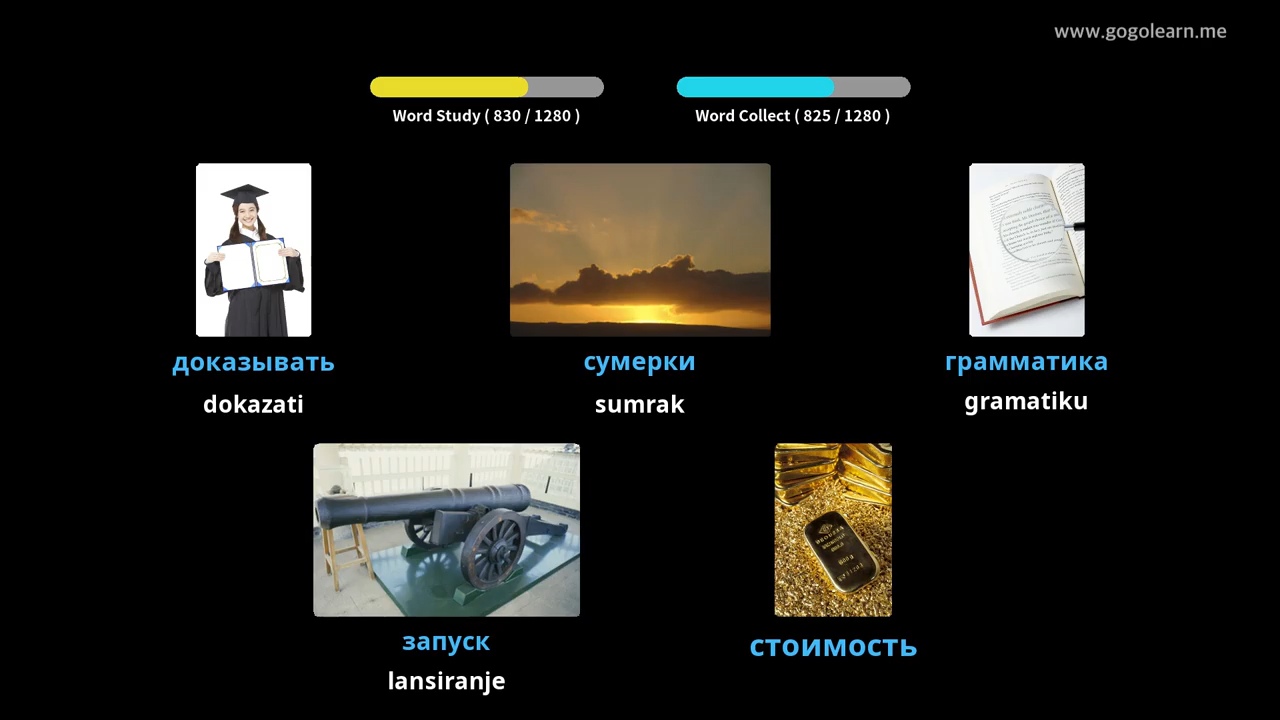 www.gogolearn.me
Word Study ( 830 / 1280 )
Word Collect ( 825 / 1280 )
доказывать
dokazati
сумерки
sumrak
грамматика
gramatiku
запуск
lansiranje
стоимость